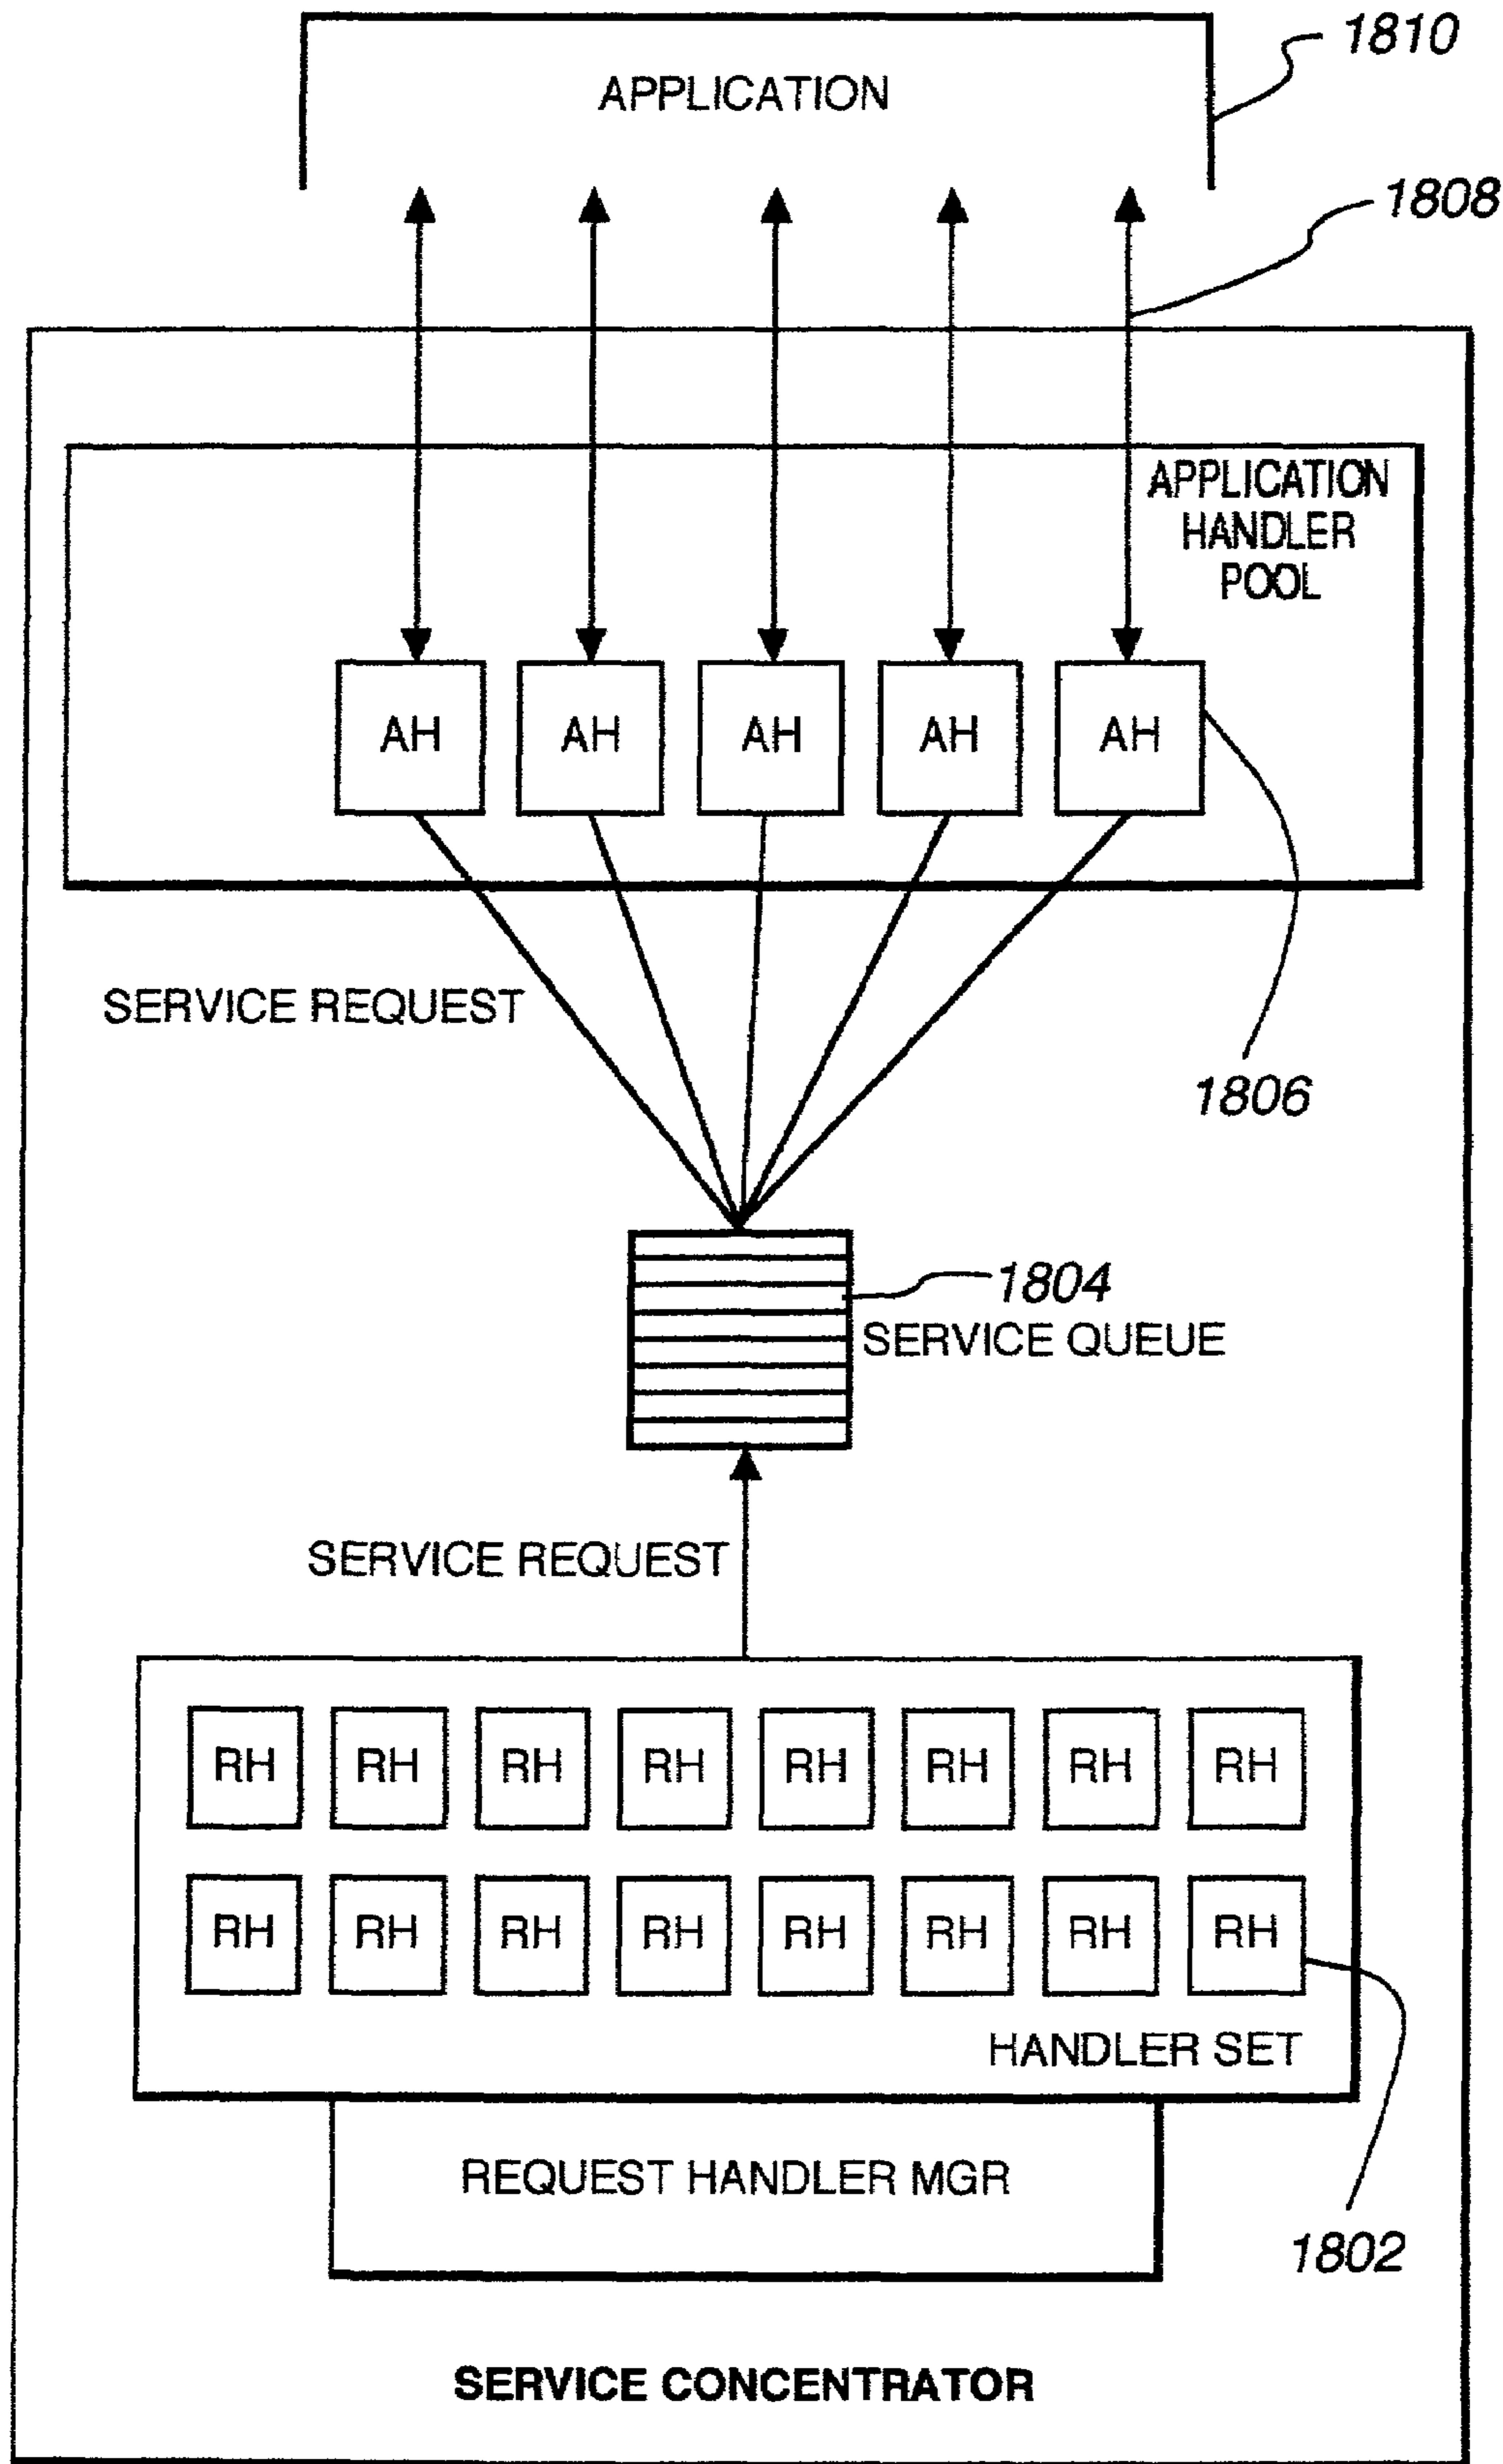 1810
APPLICATION
1808
APPLICATION
HANDLER
POOL
AH AH AH AH AH
SERVICE REQUEST
1806
1804
SERVICE QUEUE
SERVICE REQUEST
RH RH RH RH RH RH RH RH
RH RH RH RH RH RH RH RH
HANDLER SET
REQUEST HANDLER MGR
1802
SERVICE CONCENTRATOR